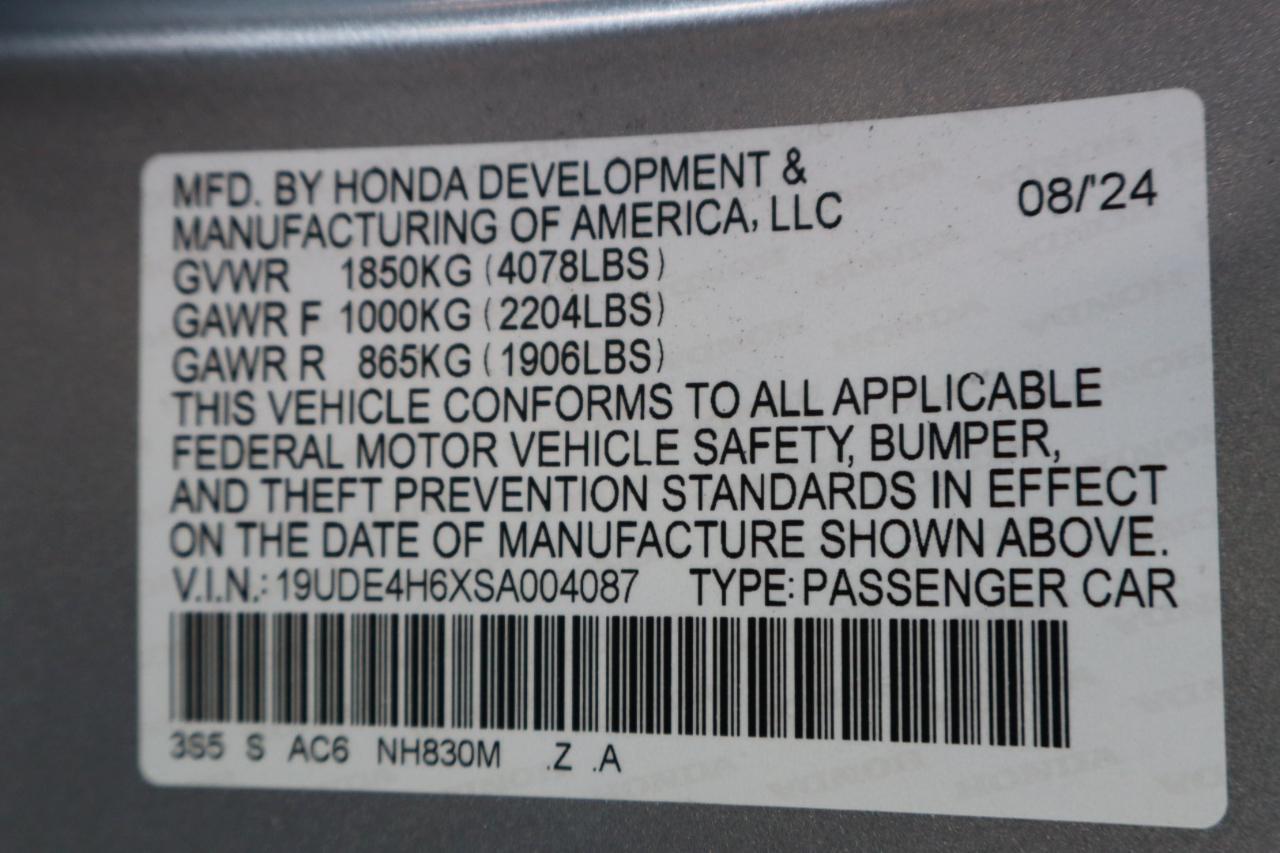 MFD. BY HONDA DEVELOPMENT &
MANUFACTURING OF AMERICA, LLC 08/'24
GVWR 1850KG (4078LBS)
GAWR F 1000KG (2204LBS)
GAWR R 865KG (1906LBS)
THIS VEHICLE CONFORMS TO ALL APPLICABLE
FEDERAL MOTOR VEHICLE SAFETY, BUMPER,
AND THEFT PREVENTION STANDARDS IN EFFECT
ON THE DATE OF MANUFACTURE SHOWN ABOVE.
V.I.N.: 19UDE4H6XSA004087 TYPE: PASSENGER CAR
3S5 S AC6 NH830M .Z .A